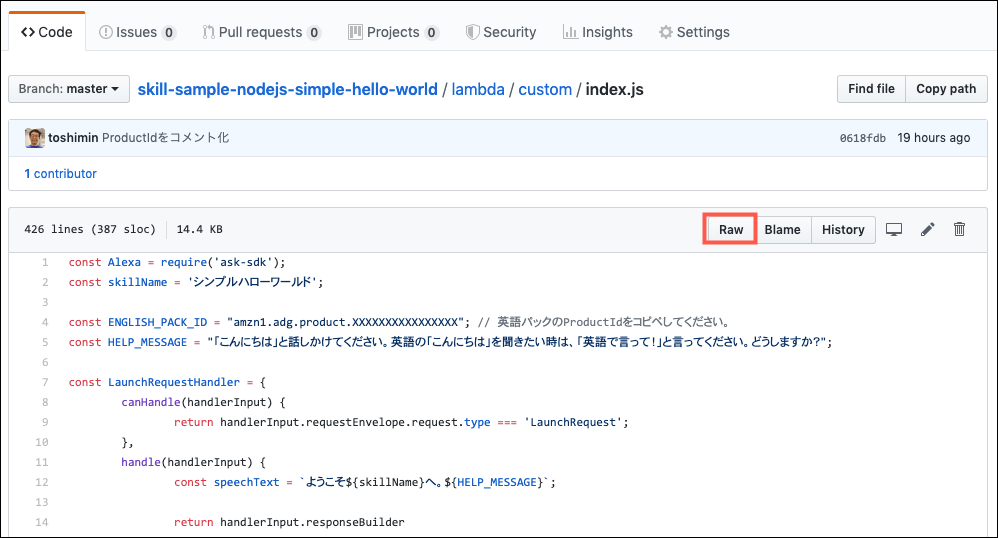 Code Issues 0 Pull requests 0 Projects 0 Security Insights Settings
Branch: master skill-sample-nodejs-simple-hello-world / lambda / custom / index.js Find file Copy path
toshimin ProductIdをコメント化 0618fdb 19 hours ago
1 contributor
426 lines (387 sloc) 14.4 KB Raw Blame History
1 const Alexa = require('ask-sdk');
2 const skillName = 'シンプルハローワールド';
3
4 const ENGLISH_PACK_ID = "amzn1.adg.product.XXXXXXXXXXXXXXXX"; // 英語パックのProductIdをコピペしてください。
5 const HELP_MESSAGE = "「こんにちは」と話しかけてください。英語の「こんにちは」を聞きたい時は、「英語で言って!」と言ってください。どうしますか?";
6
7 const LaunchRequestHandler = {
8 canHandle(handlerInput) {
9 return handlerInput.requestEnvelope.request.type === 'LaunchRequest';
10 },
11 handle(handlerInput) {
12 const speechText = `ようこそ${skillName}へ。${HELP_MESSAGE}`;
13
14 return handlerInput.responseBuilder